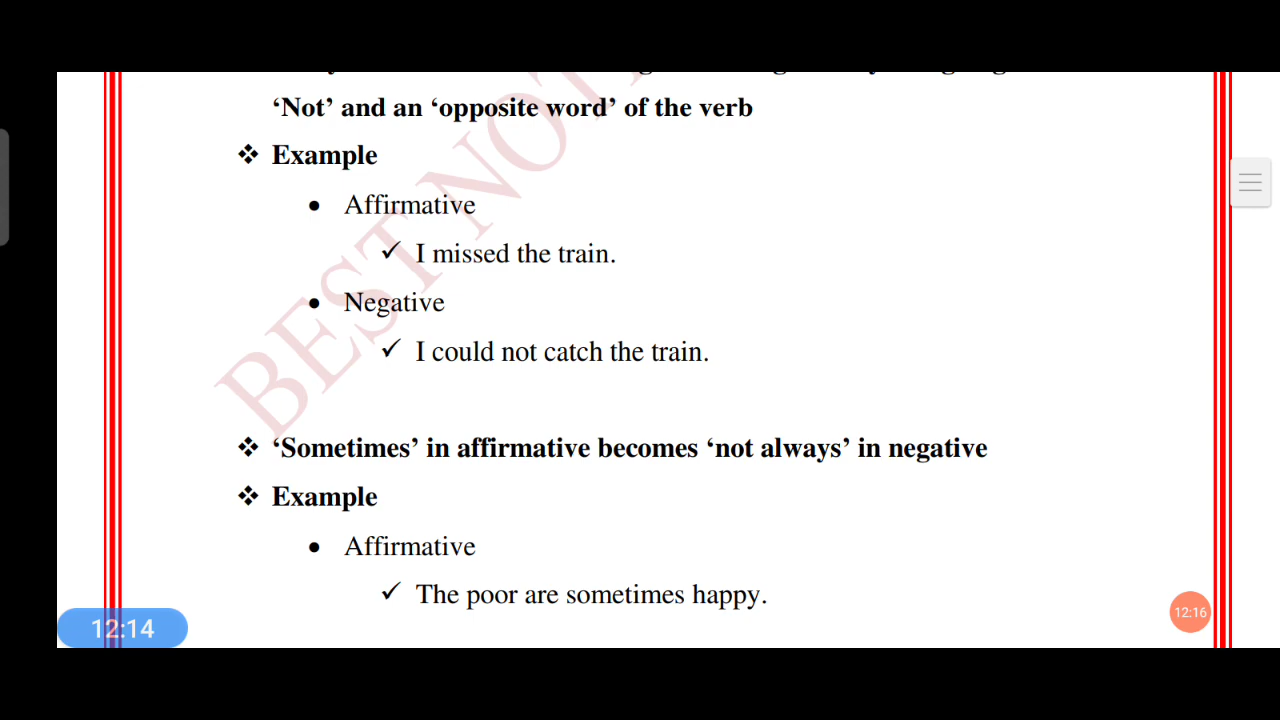 ‘Not’ and an ‘opposite word’ of the verb
❖ Example
• Affirmative
✓ I missed the train.
• Negative
✓ I could not catch the train.
❖ ‘Sometimes’ in affirmative becomes ‘not always’ in negative
❖ Example
• Affirmative
✓ The poor are sometimes happy.
12:14
12:16
BEST NOT